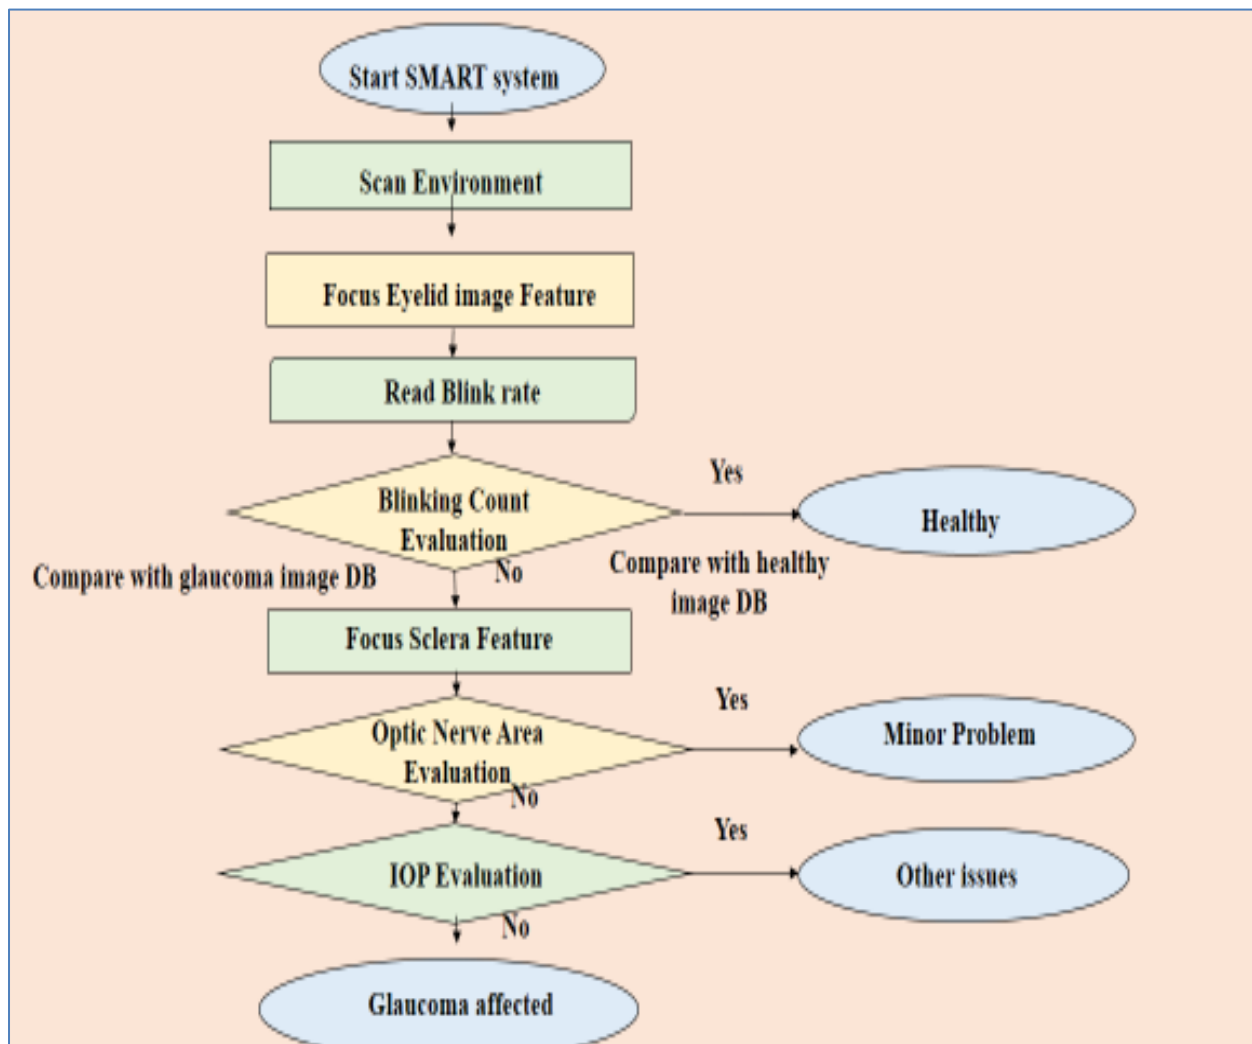 Start SMART system
Scan Environment
Focus Eyelid image Feature
Read Blink rate
Blinking Count
Evaluation
Yes
Healthy
No
Compare with glaucoma image DB
Compare with healthy
image DB
Focus Sclera Feature
Optic Nerve Area
Evaluation
Yes
Minor Problem
No
IOP Evaluation
Yes
Other issues
No
Glaucoma affected